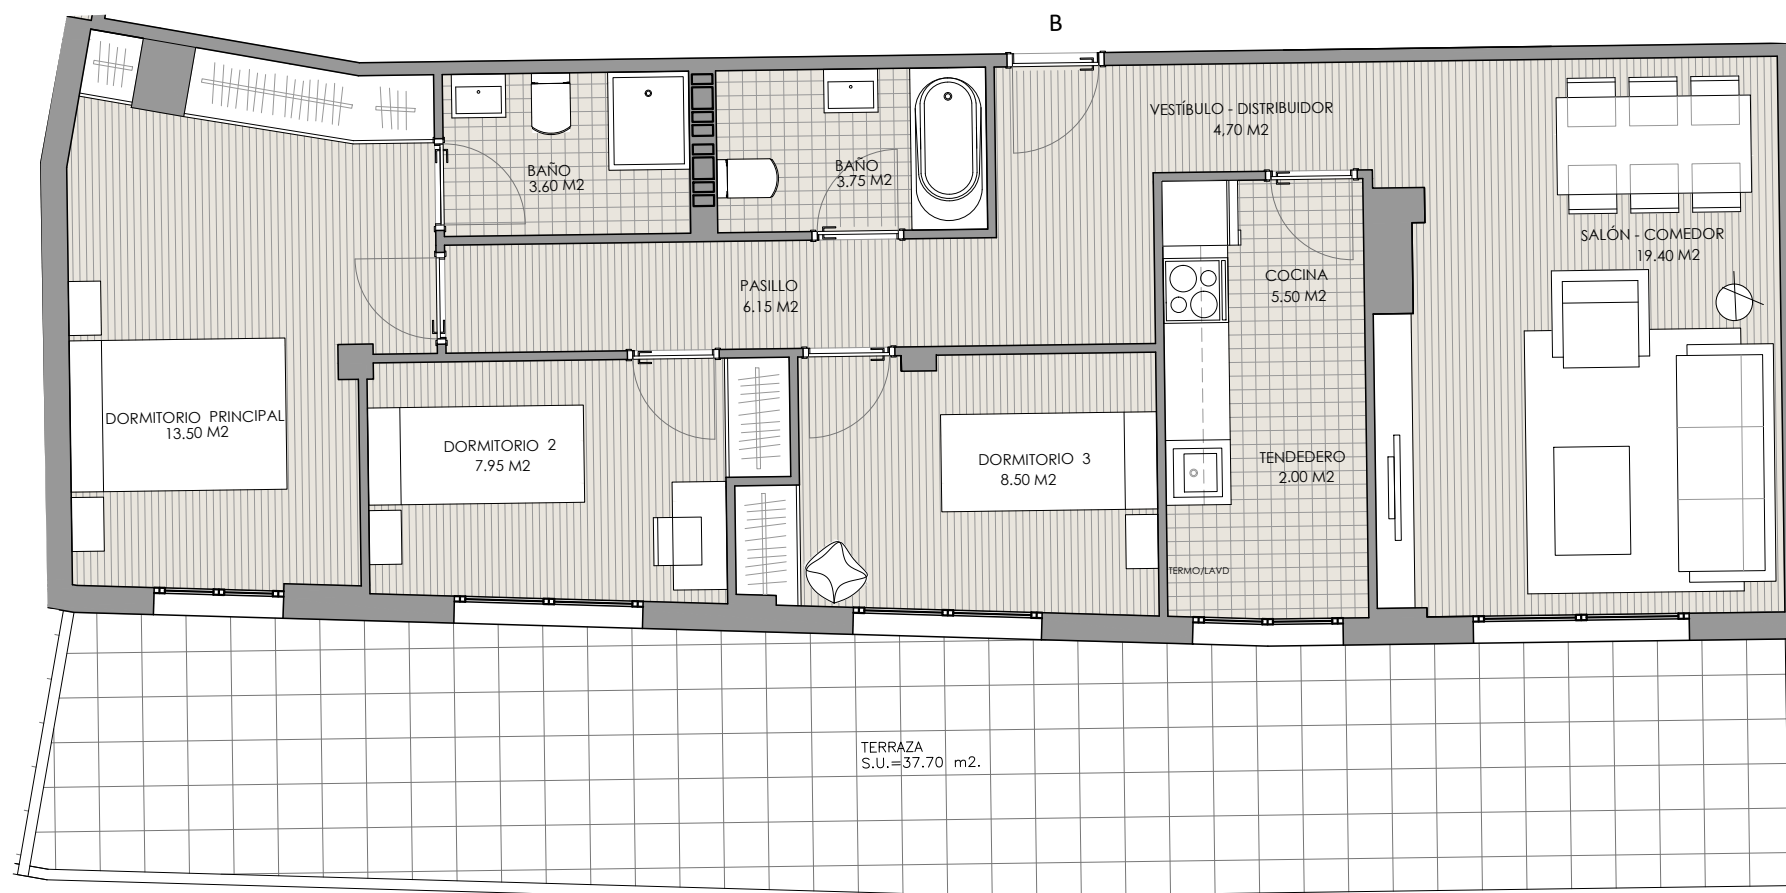 B
VESTÍBULO - DISTRIBUIDOR
4,70 M2
BAÑO
3.60 M2
BAÑO
3.75 M2
SALÓN - COMEDOR
19.40 M2
PASILLO
6.15 M2
COCINA
5.50 M2
DORMITORIO PRINCIPAL
13.50 M2
DORMITORIO 2
7.95 M2
DORMITORIO 3
8.50 M2
TENDEDERO
2.00 M2
TERMO/LAVD
TERRAZA
S.U.=37.70 m2.